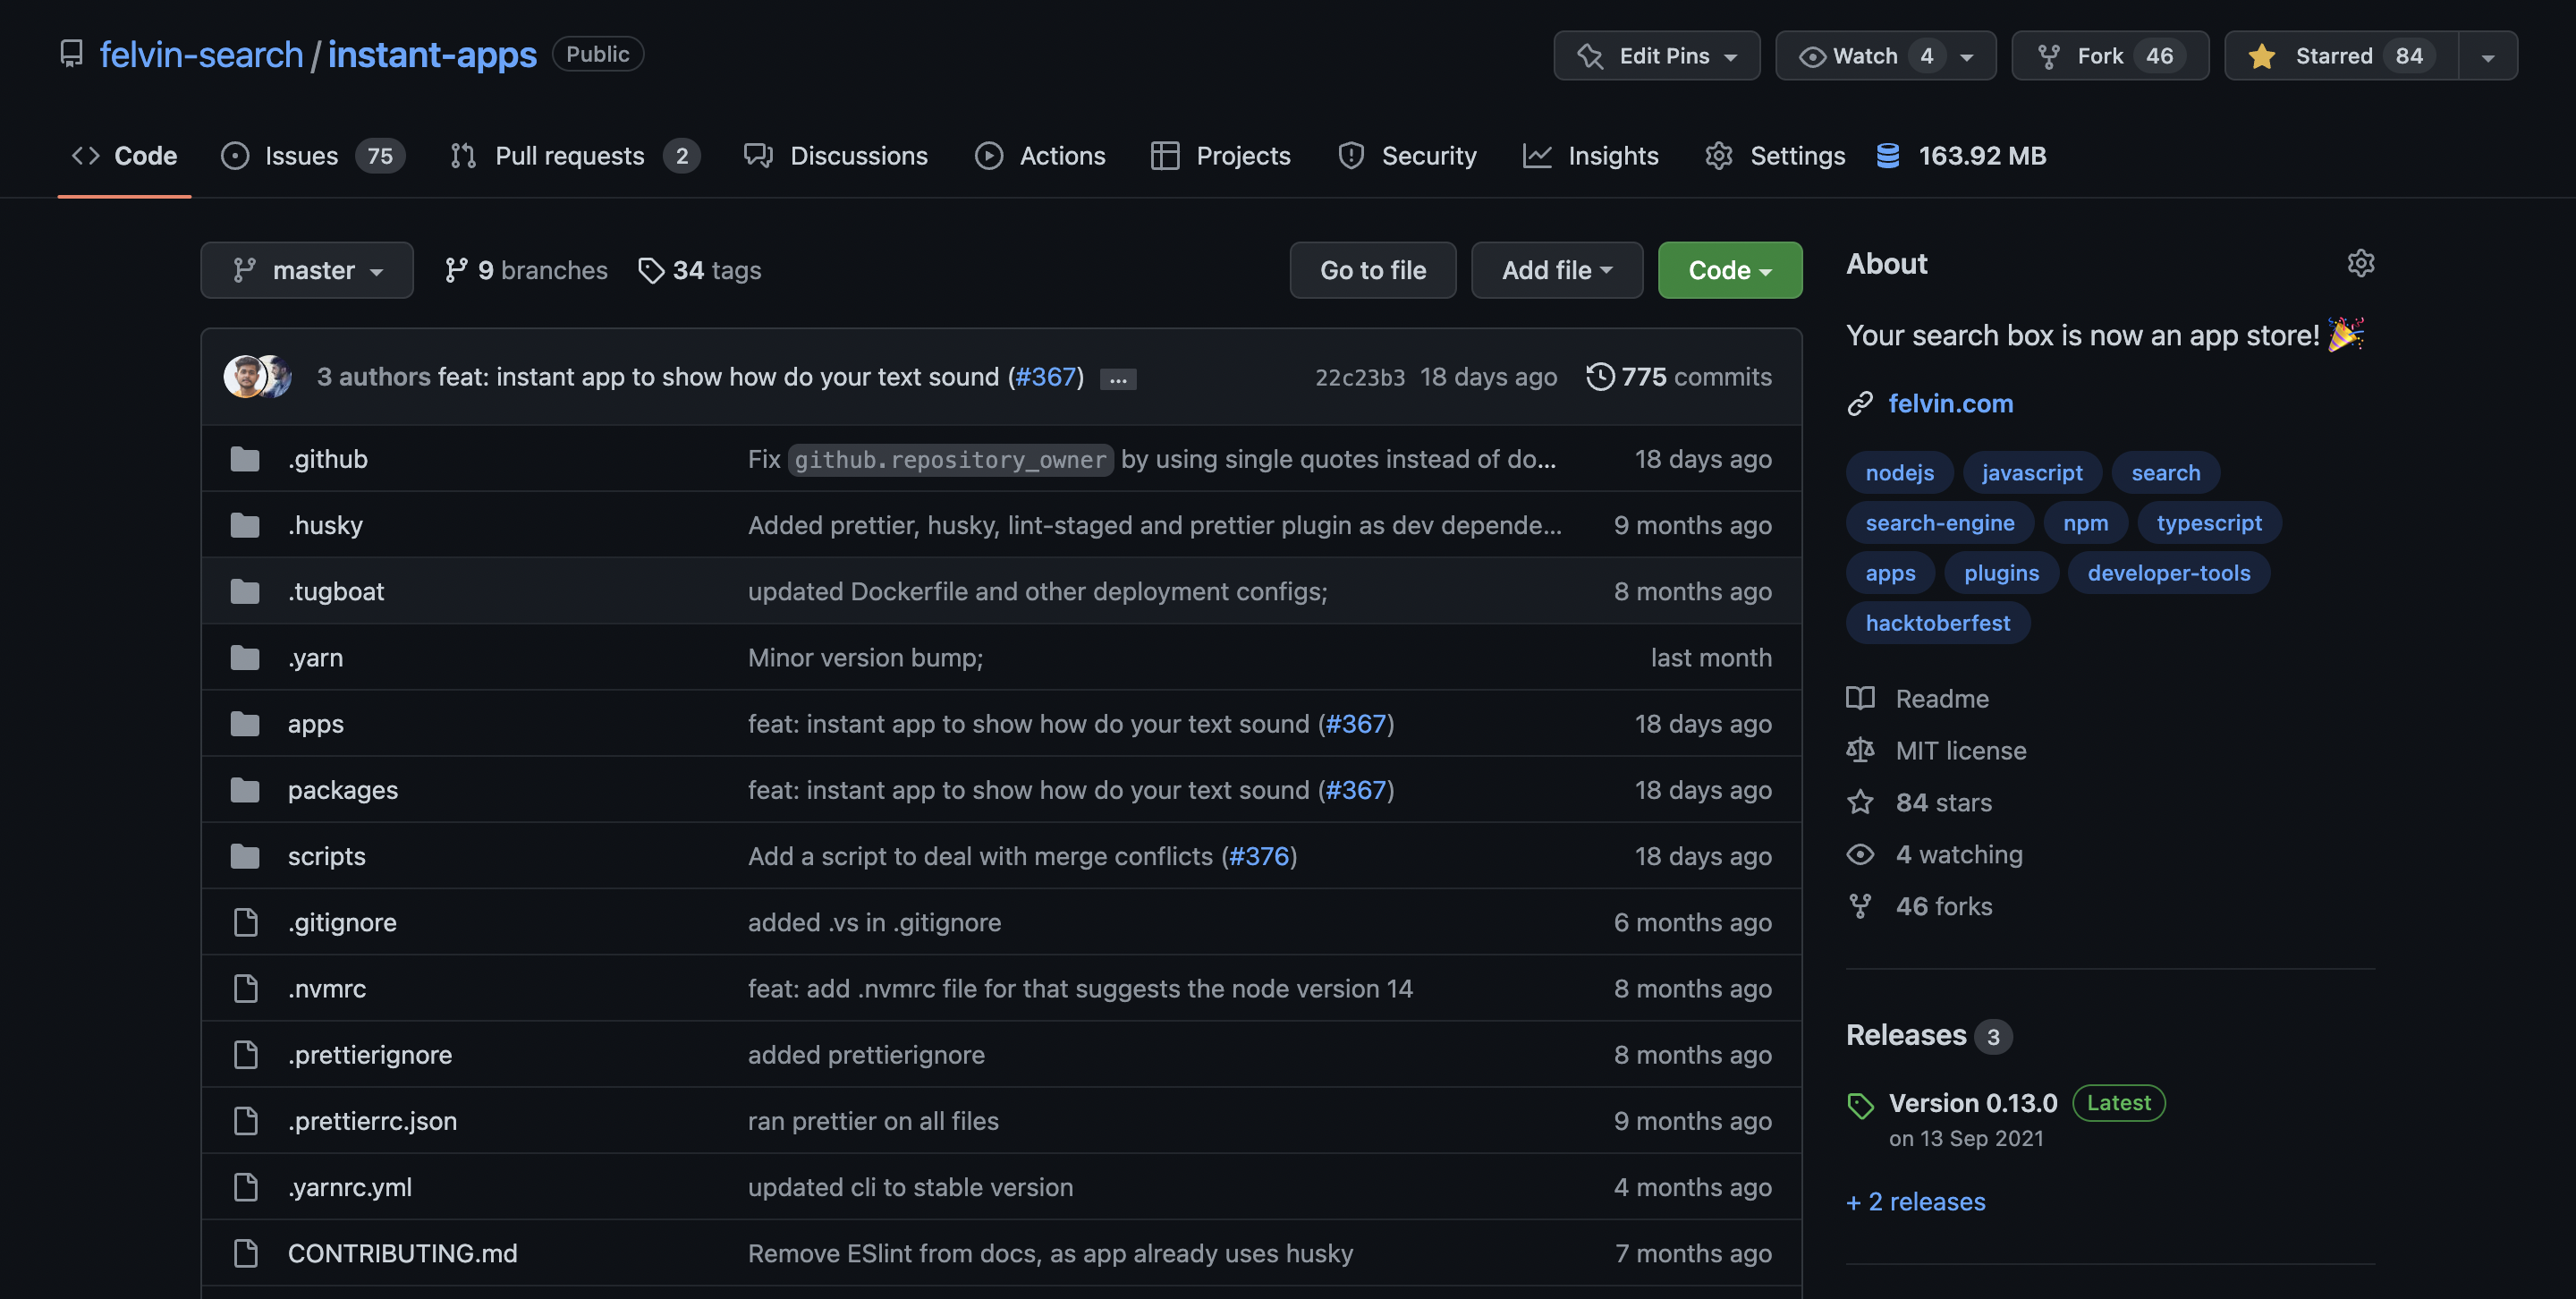 felvin-search / instant-apps Public
Edit Pins Watch 4 Fork 46 Starred 84
Code Issues 75 Pull requests 2 Discussions Actions Projects Security Insights Settings 163.92 MB
master 9 branches 34 tags Go to file Add file Code
3 authors feat: instant app to show how do your text sound (#367) ... 22c23b3 18 days ago 775 commits
.github Fix github.repository_owner by using single quotes instead of do... 18 days ago
.husky Added prettier, husky, lint-staged and prettier plugin as dev depende... 9 months ago
.tugboat updated Dockerfile and other deployment configs; 8 months ago
.yarn Minor version bump; last month
apps feat: instant app to show how do your text sound (#367) 18 days ago
packages feat: instant app to show how do your text sound (#367) 18 days ago
scripts Add a script to deal with merge conflicts (#376) 18 days ago
.gitignore added .vs in .gitignore 6 months ago
.nvmrc feat: add .nvmrc file for that suggests the node version 14 8 months ago
.prettierignore added prettierignore 8 months ago
.prettierrc.json ran prettier on all files 9 months ago
.yarnrc.yml updated cli to stable version 4 months ago
CONTRIBUTING.md Remove ESlint from docs, as app already uses husky 7 months ago
About
Your search box is now an app store! 🎉
felvin.com
nodejs javascript search
search-engine npm typescript
apps plugins developer-tools
hacktoberfest
Readme
MIT license
84 stars
4 watching
46 forks
Releases 3
Version 0.13.0 Latest
on 13 Sep 2021
+ 2 releases